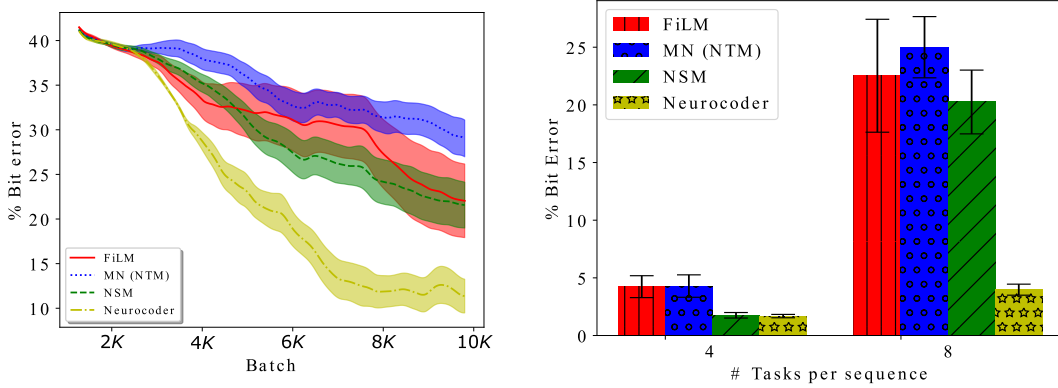 % Bit error
40
35
30
25
20
15
10
FiLM
MN (NTM)
NSM
Neurocoder
2K
4K
6K
8K
10K
Batch
% Bit Error
25
20
15
10
5
0
FiLM
MN (NTM)
NSM
Neurocoder
4
8
# Tasks per sequence